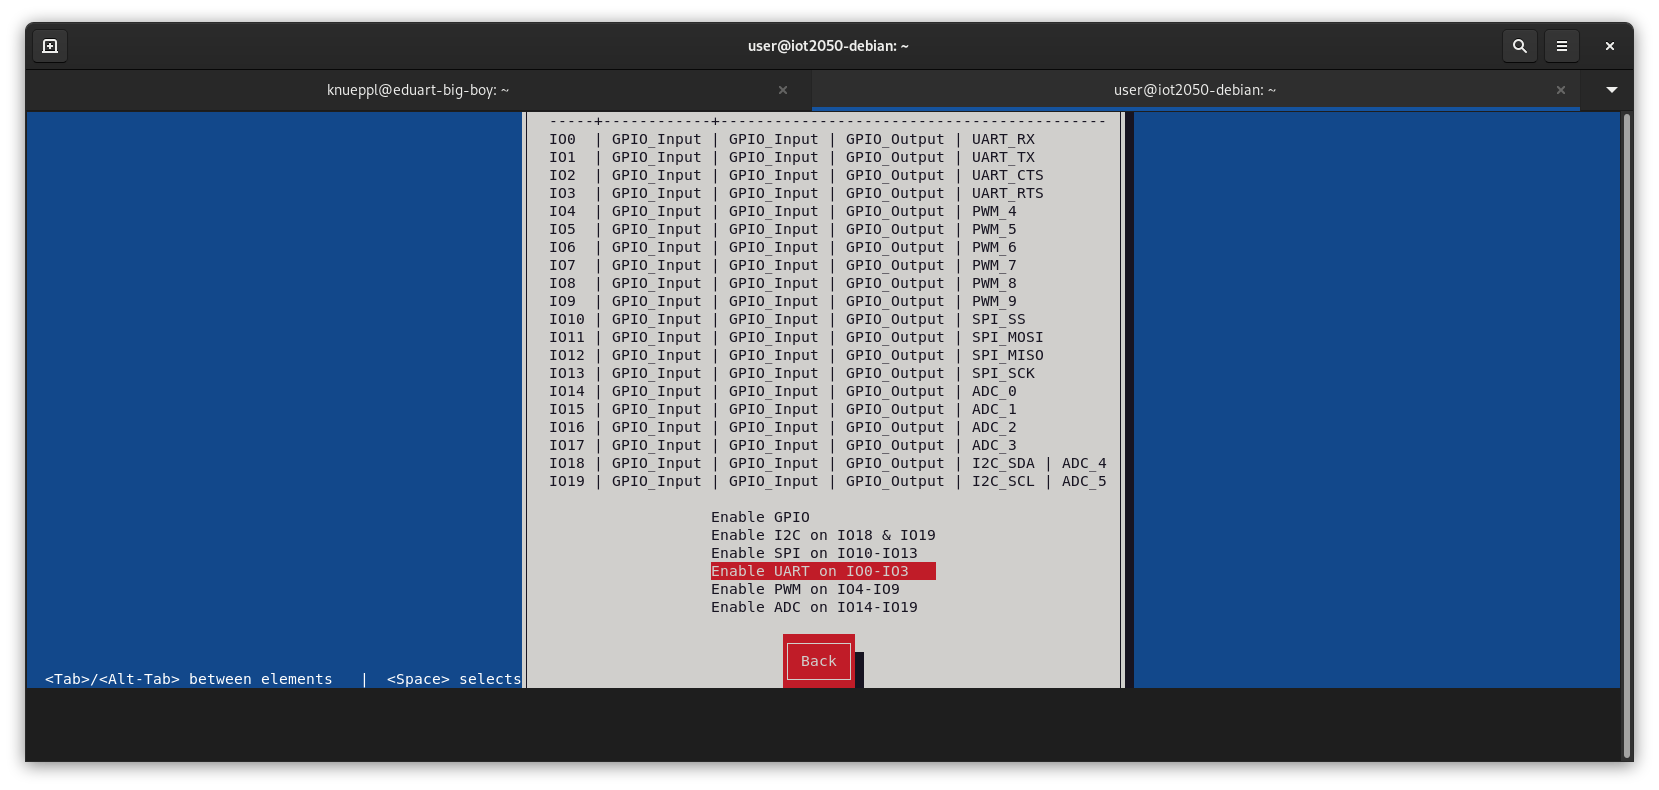 user@iot2050-debian: ~
knueppl@eduart-big-boy: ~
user@iot2050-debian: ~
-----+------------+-------------------------------------------
IO0  | GPIO_Input | GPIO_Input | GPIO_Output | UART_RX
IO1  | GPIO_Input | GPIO_Input | GPIO_Output | UART_TX
IO2  | GPIO_Input | GPIO_Input | GPIO_Output | UART_CTS
IO3  | GPIO_Input | GPIO_Input | GPIO_Output | UART_RTS
IO4  | GPIO_Input | GPIO_Input | GPIO_Output | PWM_4
IO5  | GPIO_Input | GPIO_Input | GPIO_Output | PWM_5
IO6  | GPIO_Input | GPIO_Input | GPIO_Output | PWM_6
IO7  | GPIO_Input | GPIO_Input | GPIO_Output | PWM_7
IO8  | GPIO_Input | GPIO_Input | GPIO_Output | PWM_8
IO9  | GPIO_Input | GPIO_Input | GPIO_Output | PWM_9
IO10 | GPIO_Input | GPIO_Input | GPIO_Output | SPI_SS
IO11 | GPIO_Input | GPIO_Input | GPIO_Output | SPI_MOSI
IO12 | GPIO_Input | GPIO_Input | GPIO_Output | SPI_MISO
IO13 | GPIO_Input | GPIO_Input | GPIO_Output | SPI_SCK
IO14 | GPIO_Input | GPIO_Input | GPIO_Output | ADC_0
IO15 | GPIO_Input | GPIO_Input | GPIO_Output | ADC_1
IO16 | GPIO_Input | GPIO_Input | GPIO_Output | ADC_2
IO17 | GPIO_Input | GPIO_Input | GPIO_Output | ADC_3
IO18 | GPIO_Input | GPIO_Input | GPIO_Output | I2C_SDA | ADC_4
IO19 | GPIO_Input | GPIO_Input | GPIO_Output | I2C_SCL | ADC_5
Enable GPIO
Enable I2C on IO18 & IO19
Enable SPI on IO10-IO13
Enable UART on IO0-IO3
Enable PWM on IO4-IO9
Enable ADC on IO14-IO19
Back
<Tab>/<Alt-Tab> between elements   |  <Space> selects